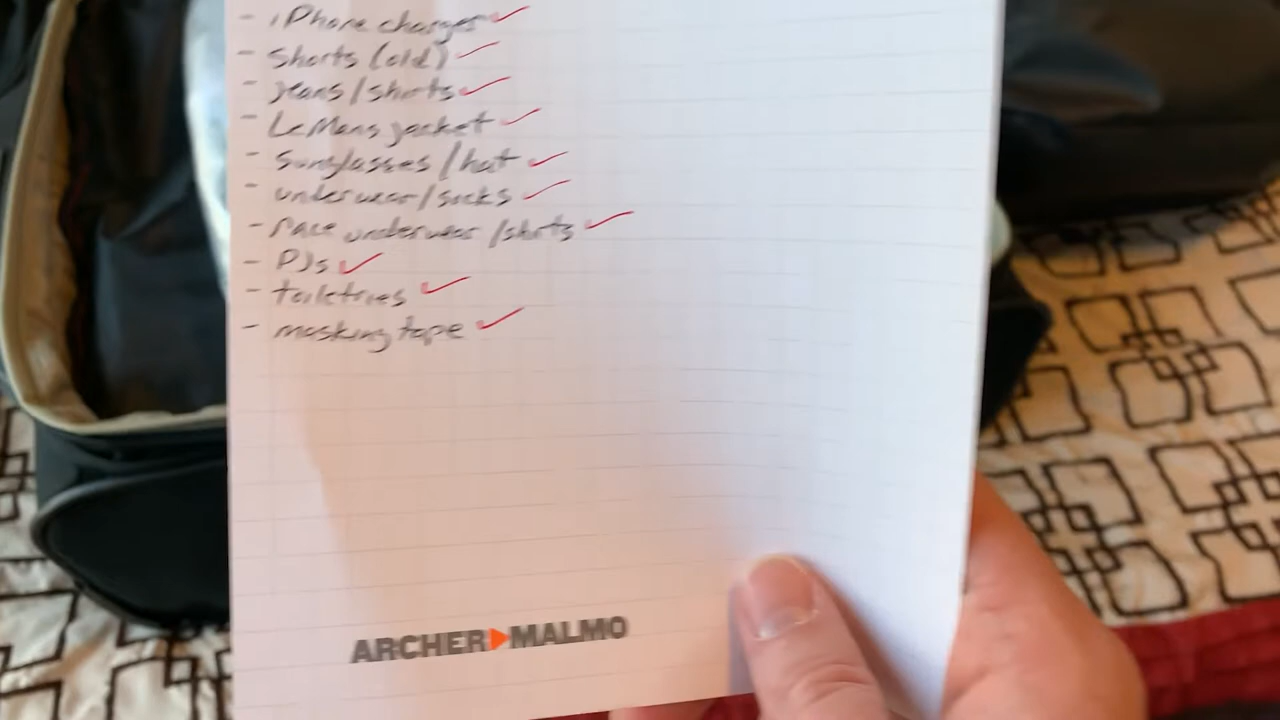 - iPhone charger ✓
- Shorts (old) ✓
- jeans/shirts ✓
- LeMans jacket ✓
- sunglasses/hat ✓
- underwear/socks ✓
- race underwear/shirts ✓
- PJs ✓
- toiletries ✓
- masking tape ✓
ARCHER▶MALMO